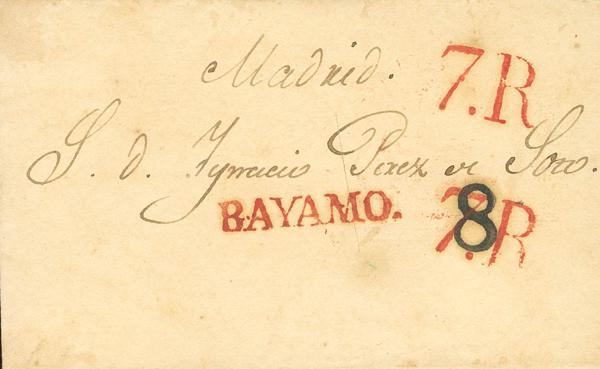 Madrid.
7.R
S. d. Ygnacio Perez de Soto.
BAYAMO.
7.R
8